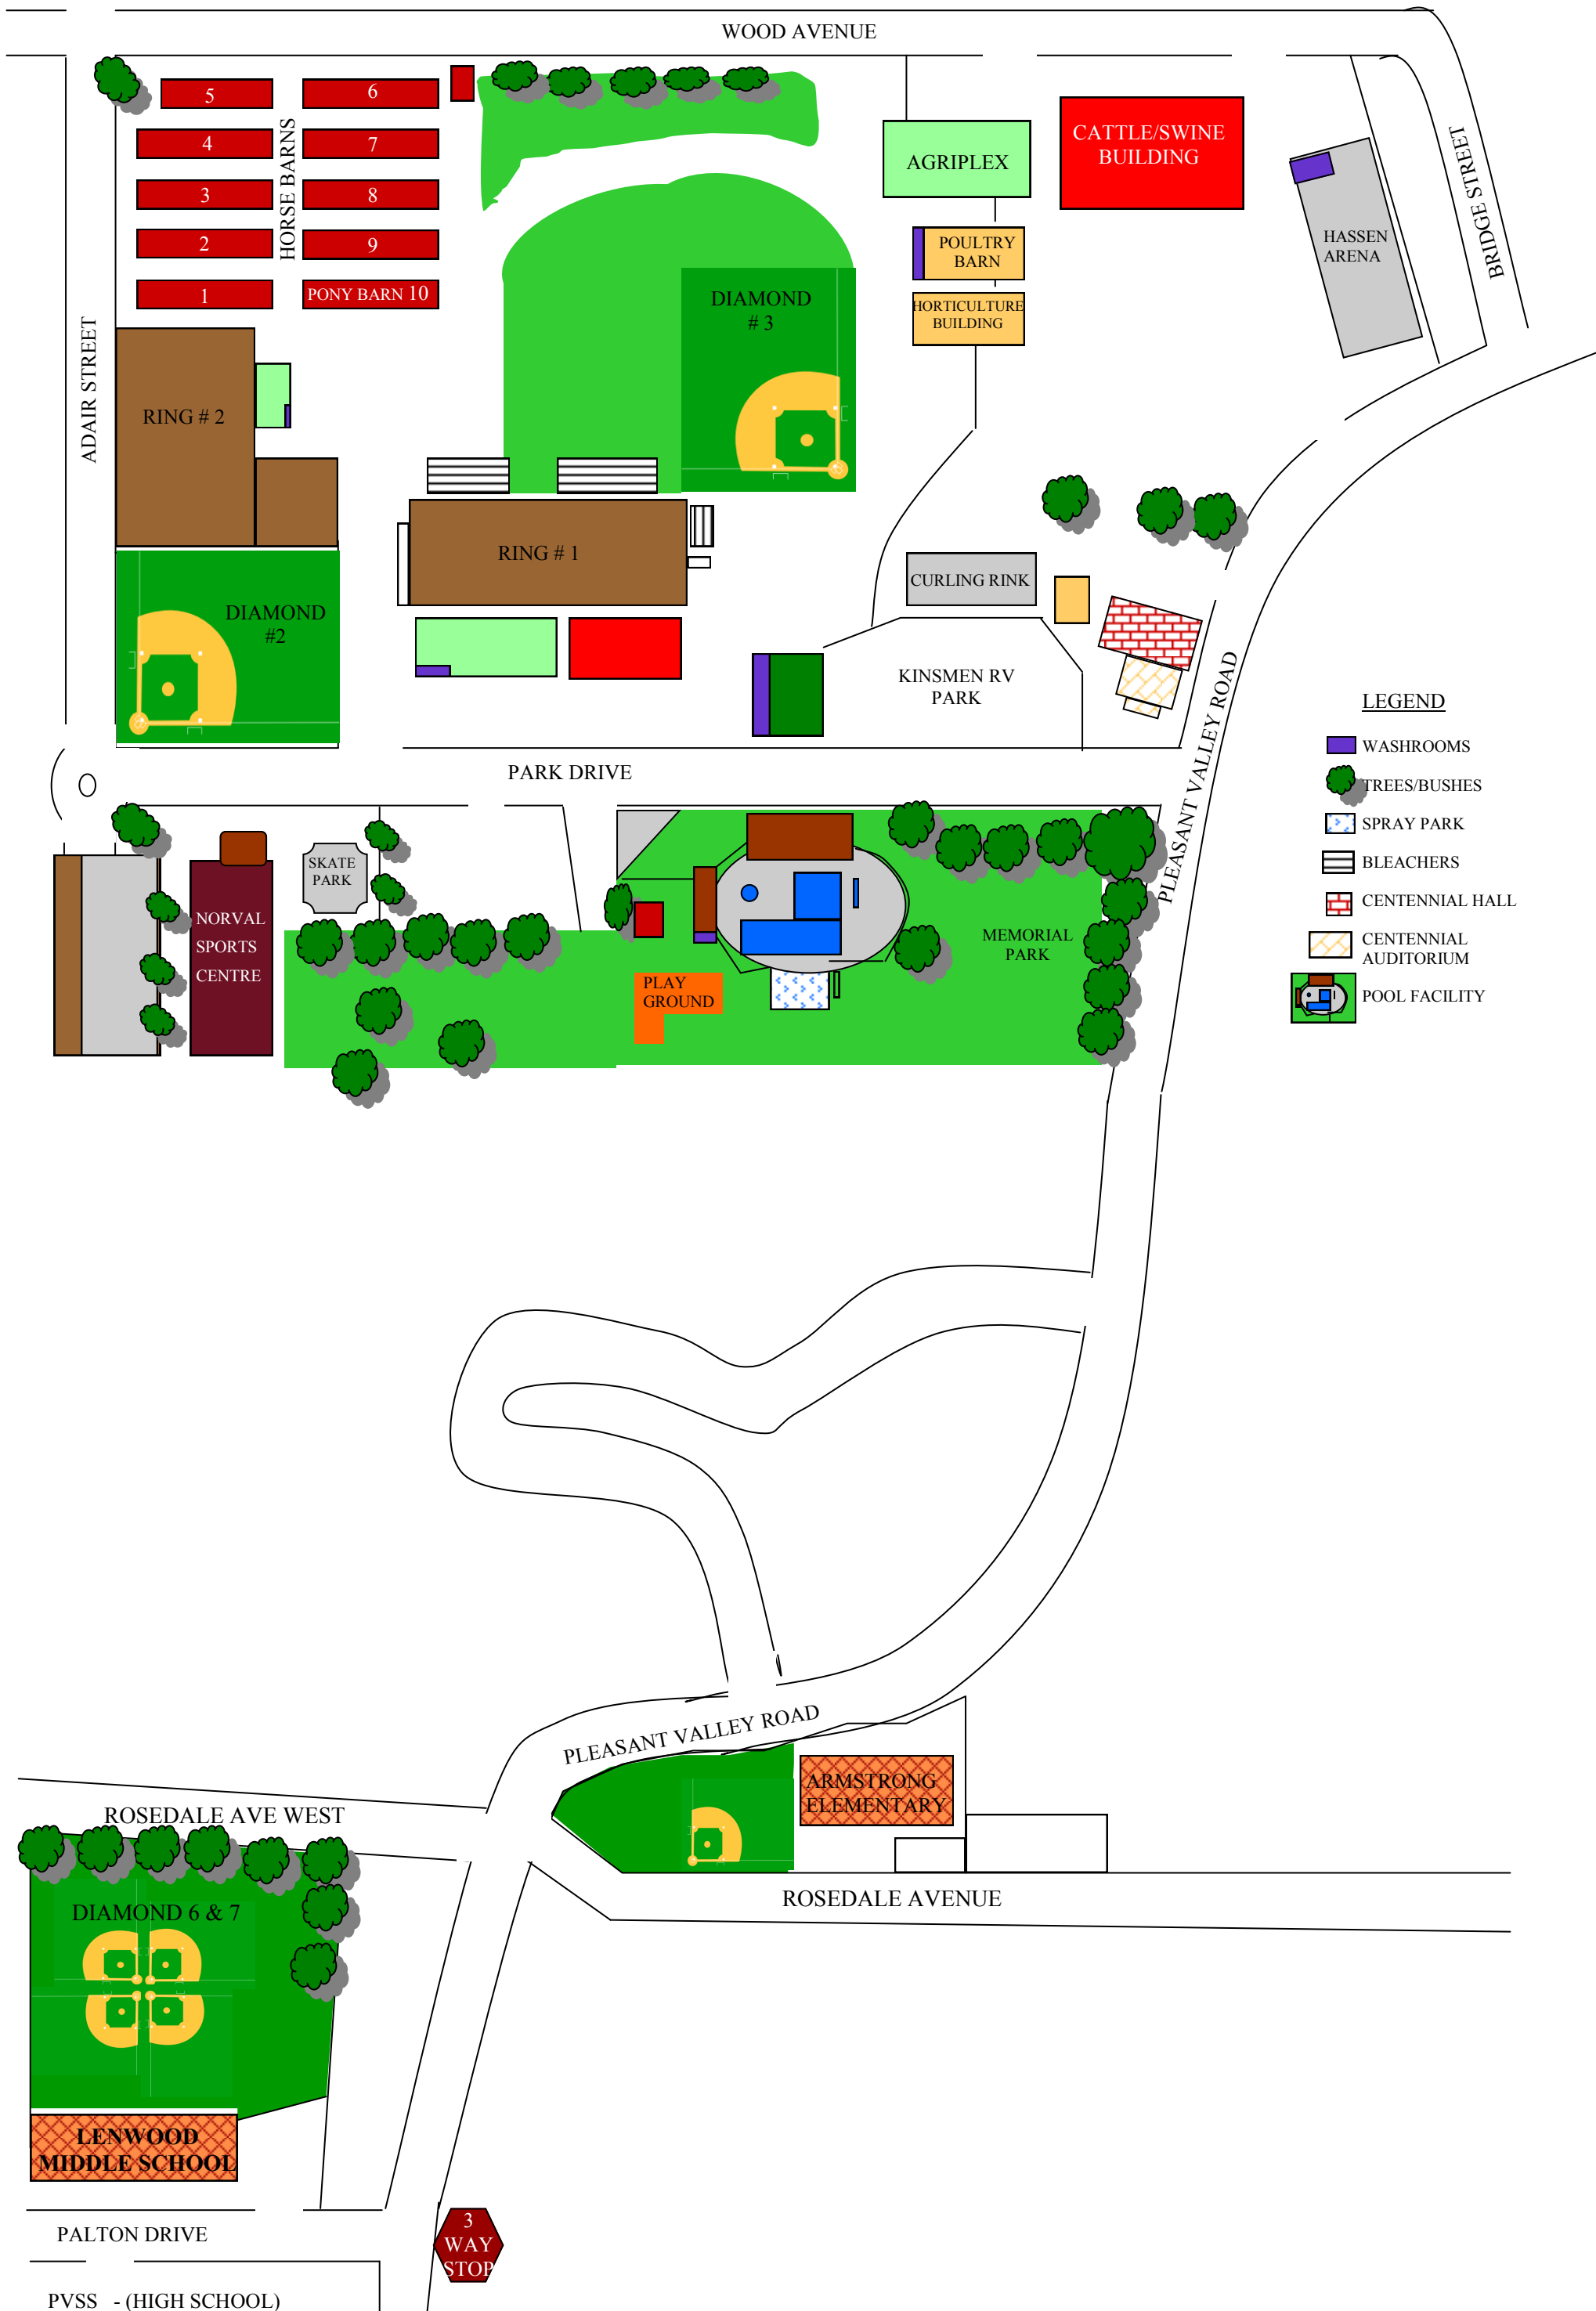 WOOD AVENUE
5
6
4
7
3
8
2
9
1
PONY BARN 10
HORSE BARNS
AGRIPLEX
CATTLE/SWINE
BUILDING
BRIDGE STREET
HASSEN
ARENA
POULTRY
BARN
HORTICULTURE
BUILDING
DIAMOND
# 3
ADAIR STREET
RING # 2
RING # 1
CURLING RINK
DIAMOND
#2
KINSMEN RV
PARK
PLEASANT VALLEY ROAD
PARK DRIVE
LEGEND
WASHROOMS
TREES/BUSHES
SPRAY PARK
BLEACHERS
CENTENNIAL HALL
CENTENNIAL
AUDITORIUM
POOL FACILITY
SKATE
PARK
NORVAL
SPORTS
CENTRE
MEMORIAL
PARK
PLAY
GROUND
PLEASANT VALLEY ROAD
ARMSTRONG
ELEMENTARY
ROSEDALE AVE WEST
ROSEDALE AVENUE
DIAMOND 6 & 7
LENWOOD
MIDDLE SCHOOL
3
WAY
STOP
PALTON DRIVE
PVSS - (HIGH SCHOOL)